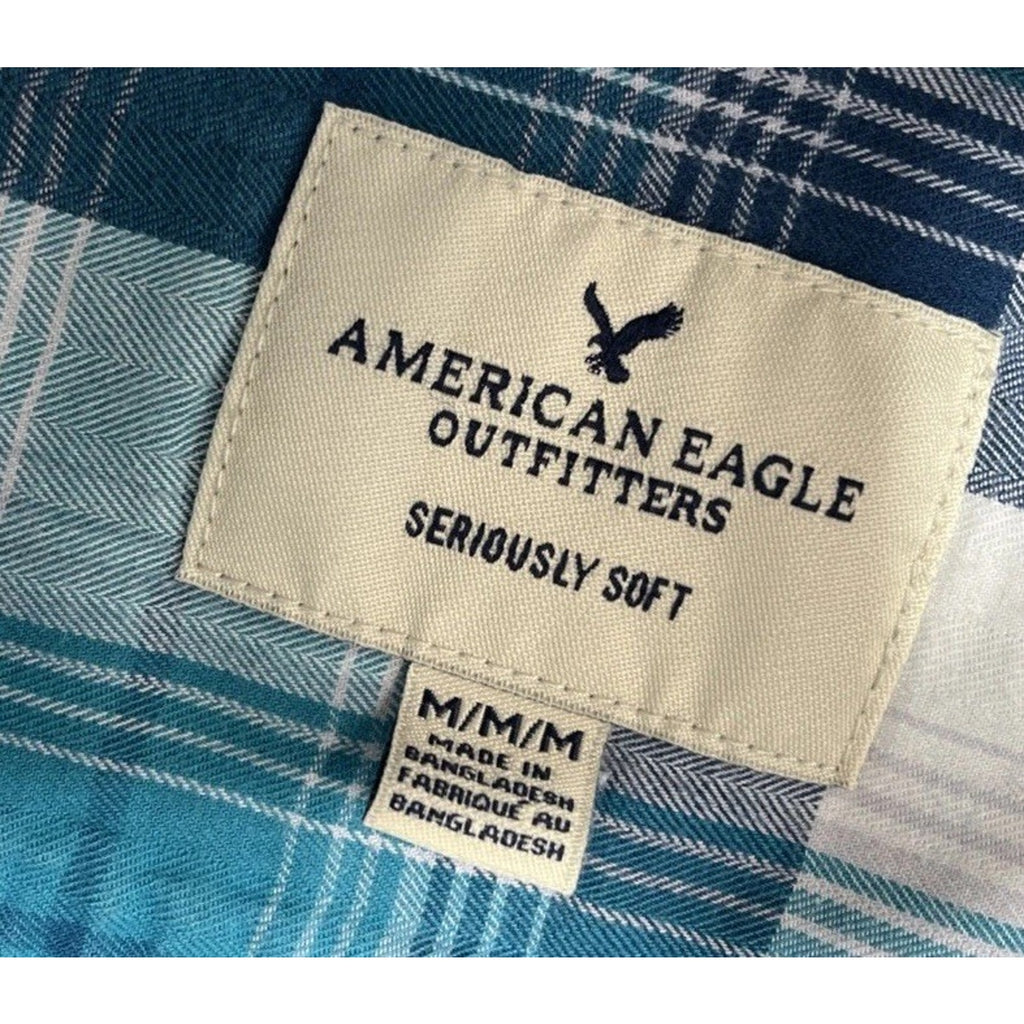 AMERICAN EAGLE
OUTFITTERS
SERIOUSLY SOFT
M/M/M
MADE IN
BANGLADESH
FABRIQUÉ AU
BANGLADESH